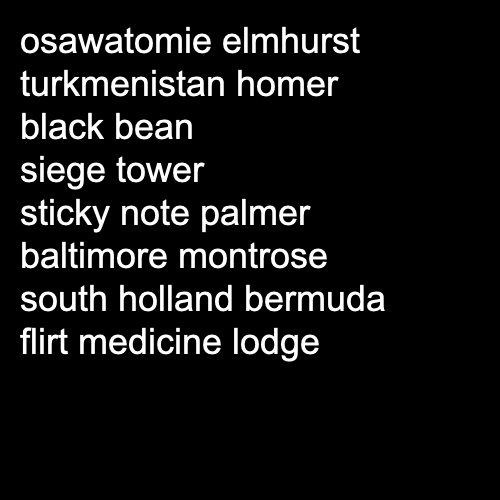 osawatomie elmhurst
turkmenistan homer
black bean
siege tower
sticky note palmer
baltimore montrose
south holland bermuda
flirt medicine lodge